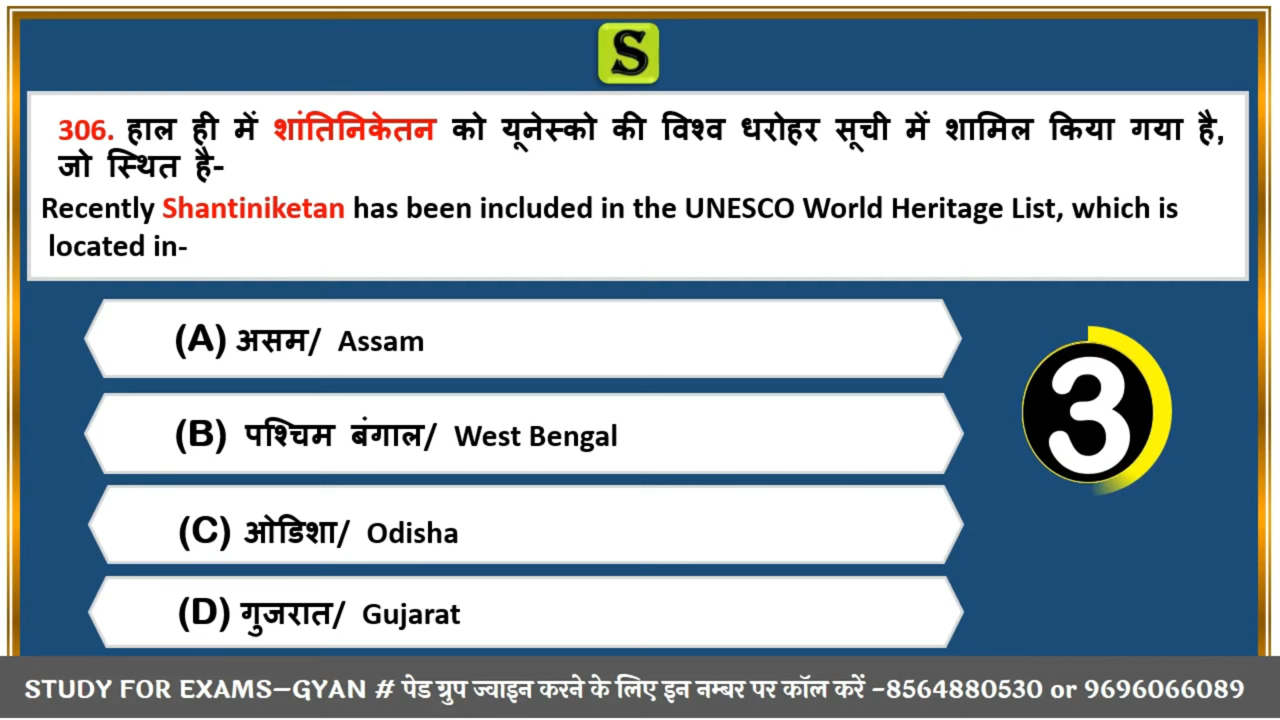 S
306. हाल ही में शांतिनिकेतन को यूनेस्को की विश्व धरोहर सूची में शामिल किया गया है,
जो स्थित है-
Recently Shantiniketan has been included in the UNESCO World Heritage List, which is
located in-
(A) असम/ Assam
(B) पश्चिम बंगाल/ West Bengal
3
(C) ओडिशा/ Odisha
(D) गुजरात/ Gujarat
STUDY FOR EXAMS–GYAN # पेड ग्रुप ज्वाइन करने के लिए इन नम्बर पर कॉल करें -8564880530 or 9696066089